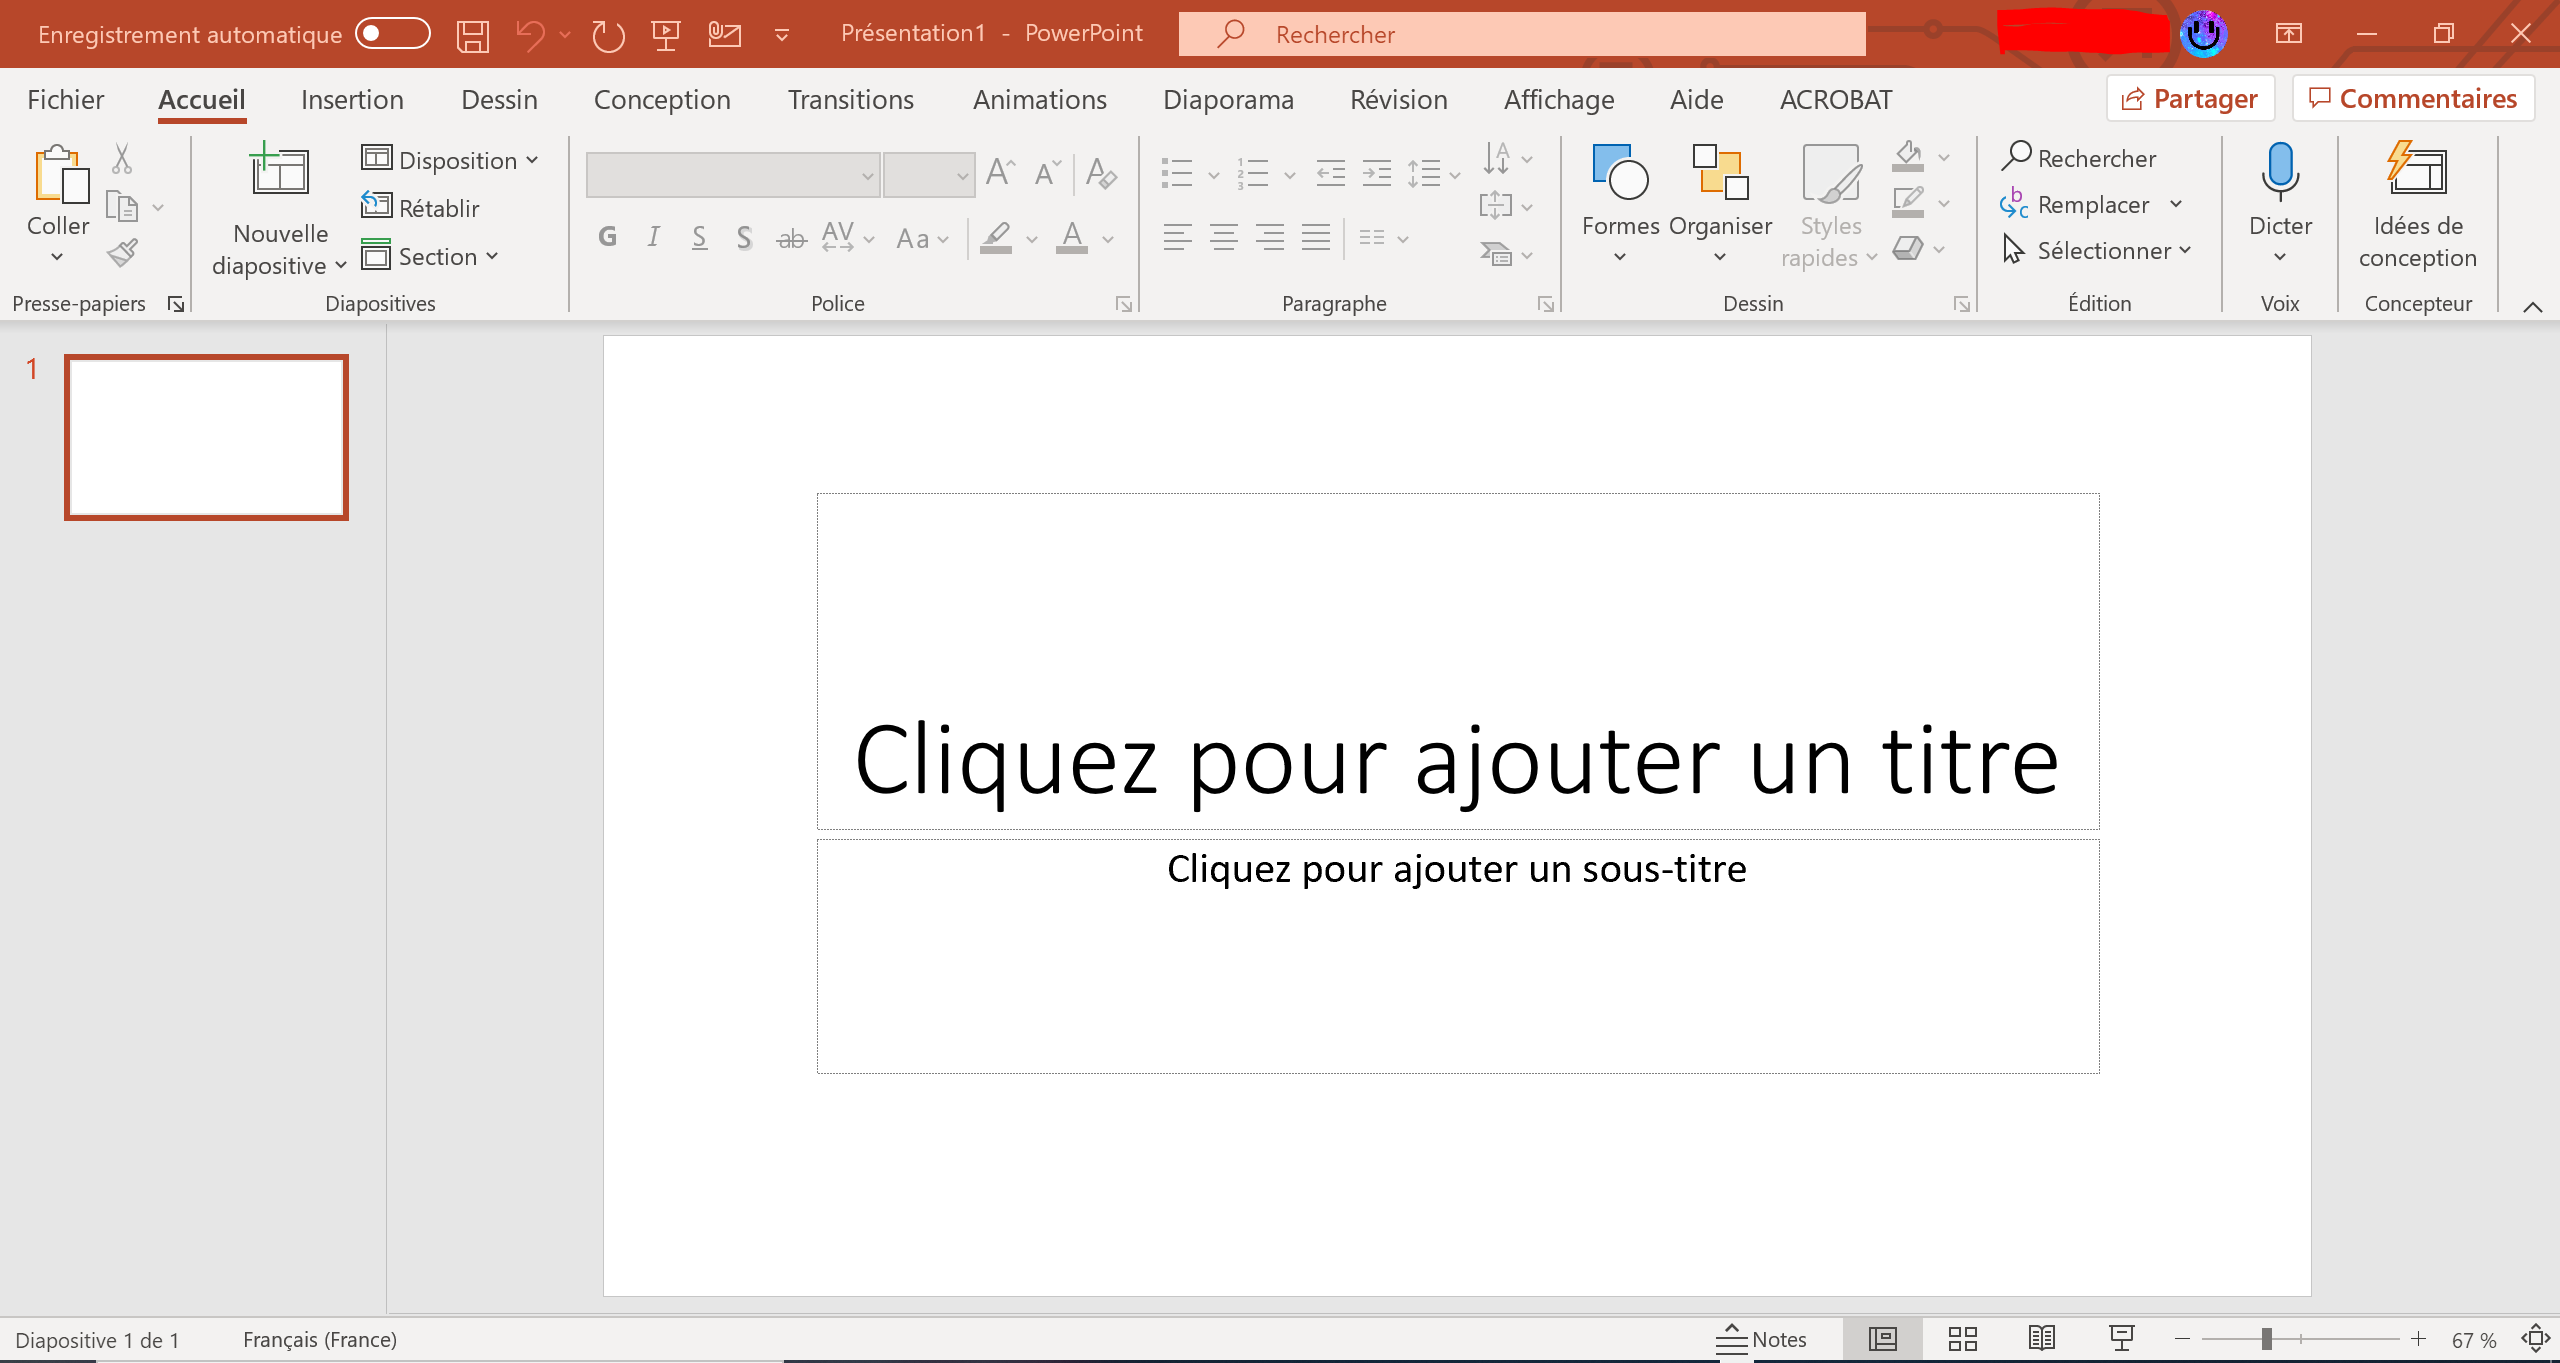 Enregistrement automatique
Présentation1 - PowerPoint
Rechercher
Fichier
Accueil
Insertion
Dessin
Conception
Transitions
Animations
Diaporama
Révision
Affichage
Aide
ACROBAT
Partager
Commentaires
Coller
Presse-papiers
Nouvelle
diapositive
Disposition
Rétablir
Section
Diapositives
G I S S ab AV Aa A
Police
Paragraphe
Formes
Organiser
Styles
rapides
Dessin
Rechercher
Remplacer
Sélectionner
Édition
Dicter
Voix
Idées de
conception
Concepteur
1
Cliquez pour ajouter un titre
Cliquez pour ajouter un sous-titre
Diapositive 1 de 1
Français (France)
Notes
67 %